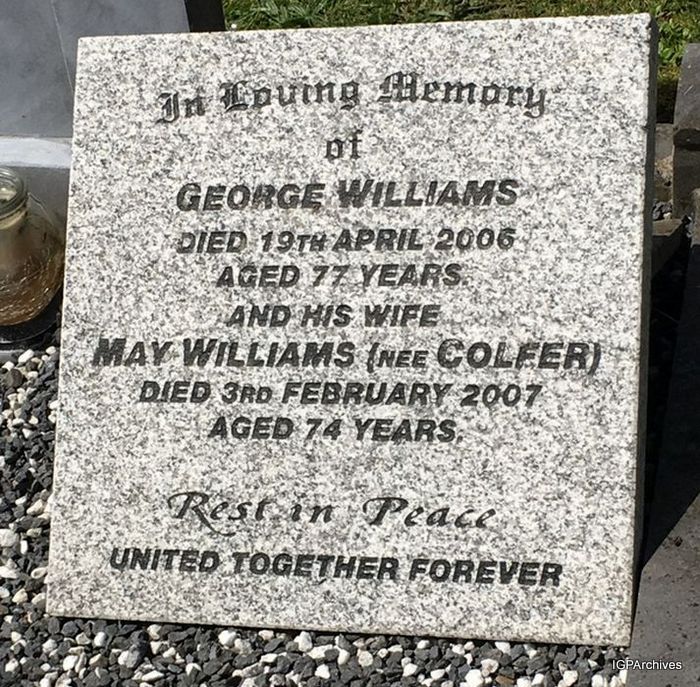 In Loving Memory
of
GEORGE WILLIAMS
DIED 19TH APRIL 2006
AGED 77 YEARS.
AND HIS WIFE
MAY WILLIAMS (NEE COLFER)
DIED 3RD FEBRUARY 2007
AGED 74 YEARS.
Rest in Peace
UNITED TOGETHER FOREVER
IGPArchives